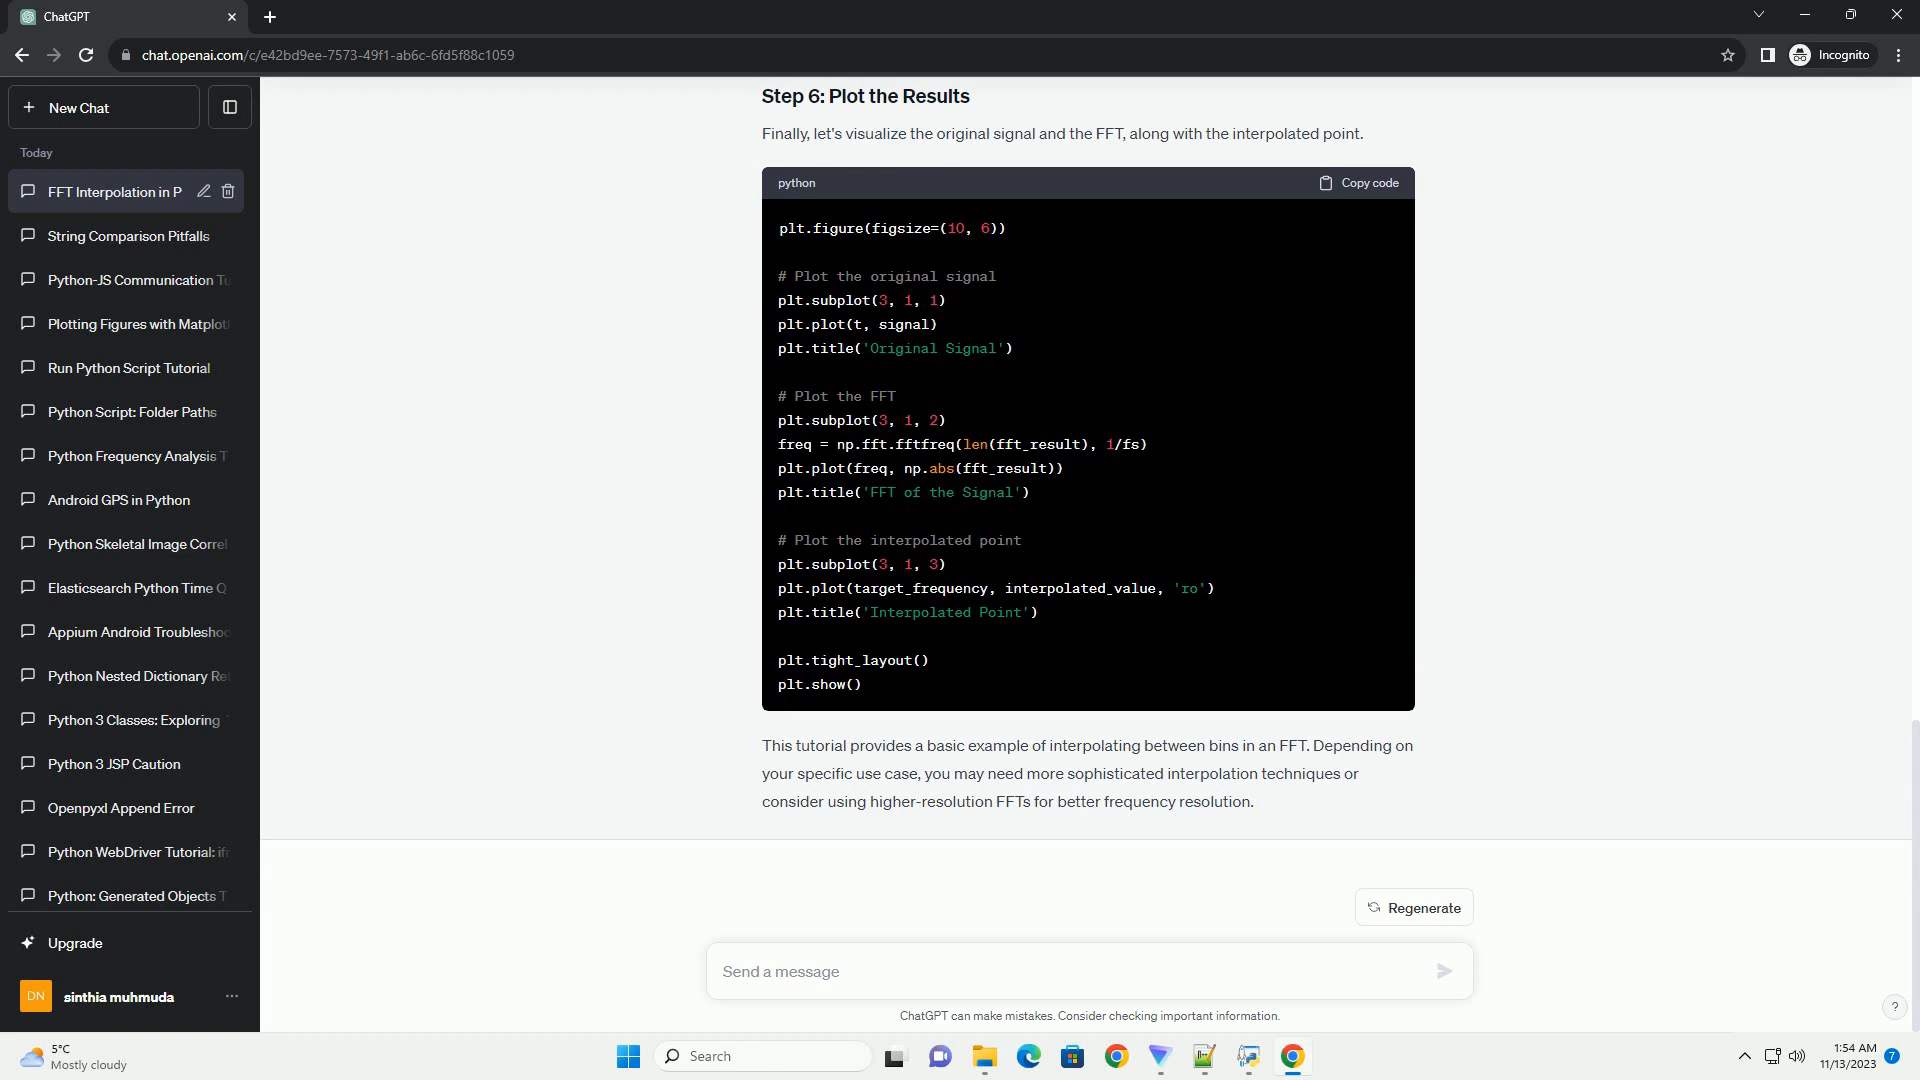 ChatGPT
chat.openai.com/c/e42bd9ee-7573-49f1-ab6c-6fd5f88c1059
Incognito
New Chat
Today
FFT Interpolation in P
String Comparison Pitfalls
Python-JS Communication Tu
Plotting Figures with Matplotl
Run Python Script Tutorial
Python Script: Folder Paths
Python Frequency Analysis T
Android GPS in Python
Python Skeletal Image Correl
Elasticsearch Python Time Q
Appium Android Troubleshoo
Python Nested Dictionary Ret
Python 3 Classes: Exploring
Python 3 JSP Caution
Openpyxl Append Error
Python WebDriver Tutorial: ifr
Python: Generated Objects T
Upgrade
DN
sinthia muhmuda
Step 6: Plot the Results
Finally, let's visualize the original signal and the FFT, along with the interpolated point.
python
Copy code
plt.figure(figsize=(10, 6))
# Plot the original signal
plt.subplot(3, 1, 1)
plt.plot(t, signal)
plt.title('Original Signal')
# Plot the FFT
plt.subplot(3, 1, 2)
freq = np.fft.fftfreq(len(fft_result), 1/fs)
plt.plot(freq, np.abs(fft_result))
plt.title('FFT of the Signal')
# Plot the interpolated point
plt.subplot(3, 1, 3)
plt.plot(target_frequency, interpolated_value, 'ro')
plt.title('Interpolated Point')
plt.tight_layout()
plt.show()
This tutorial provides a basic example of interpolating between bins in an FFT. Depending on
your specific use case, you may need more sophisticated interpolation techniques or
consider using higher-resolution FFTs for better frequency resolution.
Regenerate
Send a message
ChatGPT can make mistakes. Consider checking important information.
?
5°C
Mostly cloudy
Search
1:54 AM
11/13/2023
7